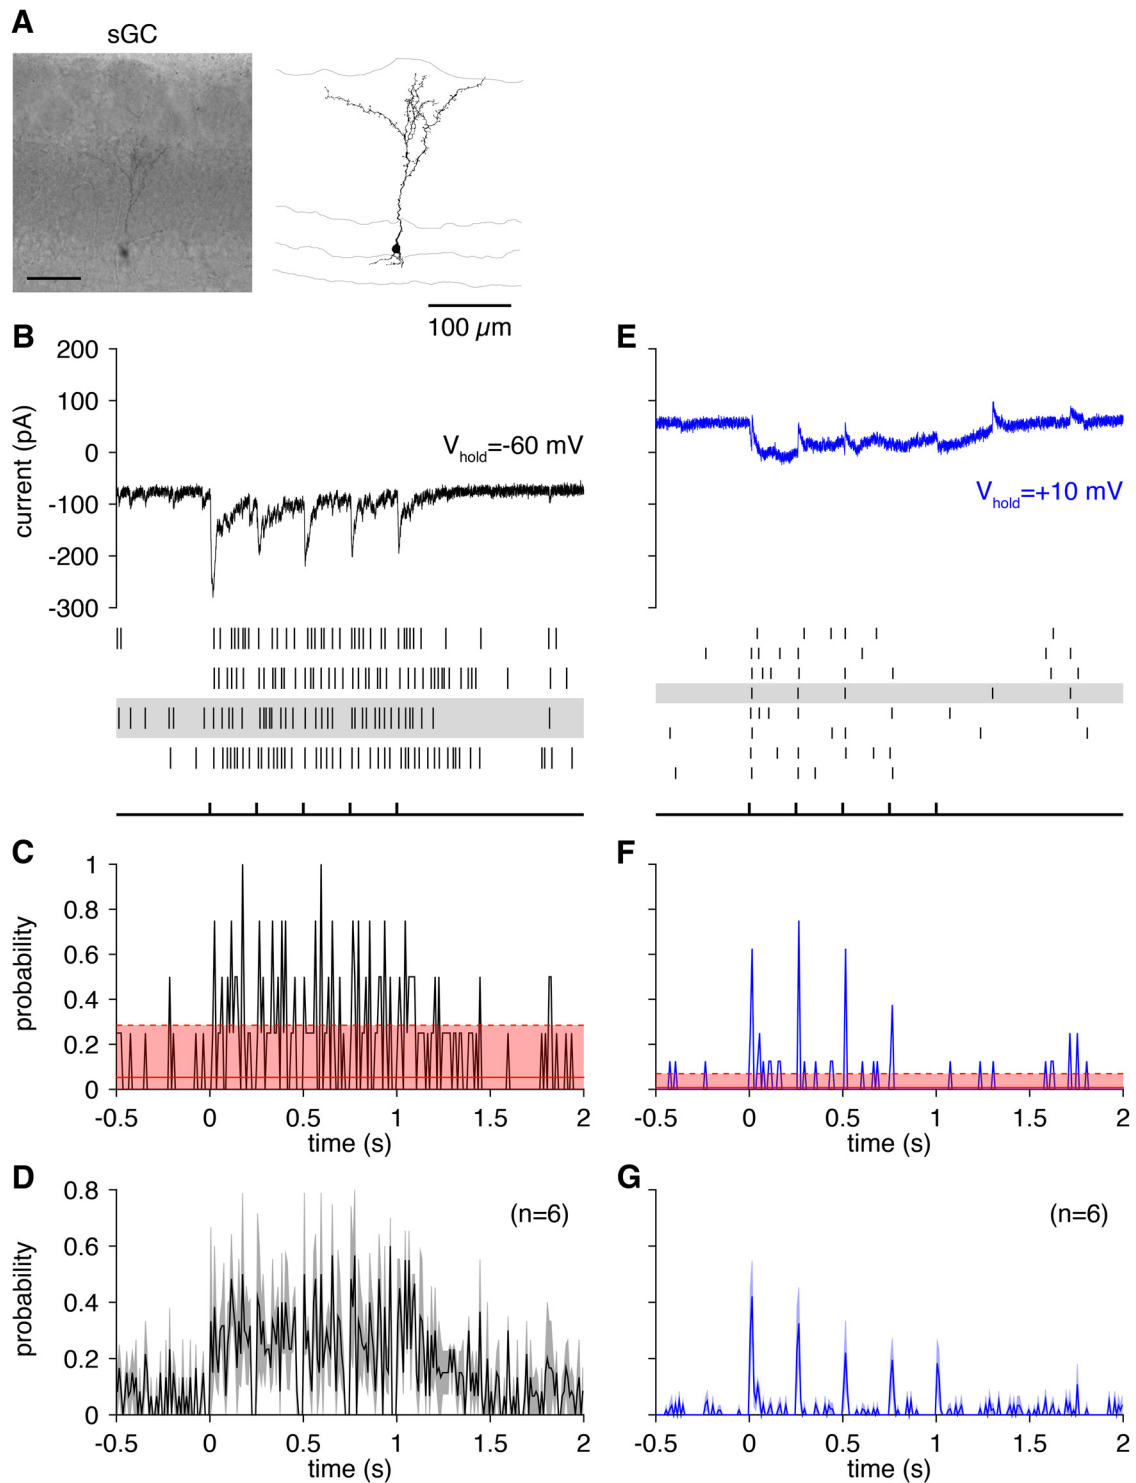 A
sGC
100 µm
B
200
100
0
-100
-200
-300
current (pA)
Vhold=-60 mV
E
Vhold=+10 mV
C
1
0.8
0.6
0.4
0.2
0
probability
-0.5 0 0.5 1 1.5 2
time (s)
F
-0.5 0 0.5 1 1.5 2
time (s)
D
0.8
0.6
0.4
0.2
0
probability
(n=6)
-0.5 0 0.5 1 1.5 2
time (s)
G
(n=6)
-0.5 0 0.5 1 1.5 2
time (s)